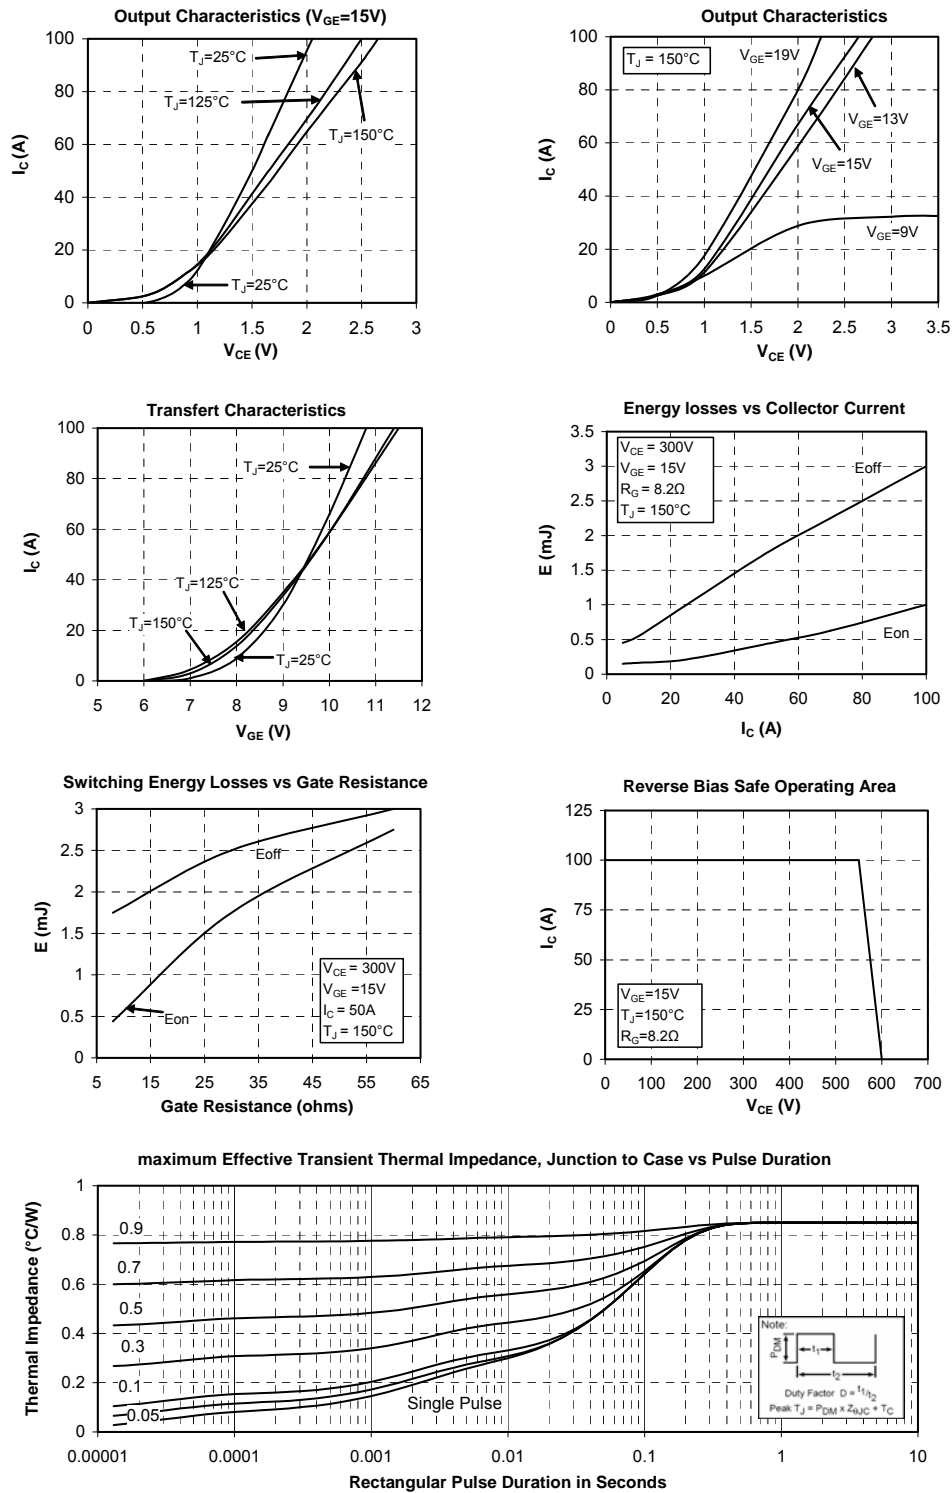 Output Characteristics (VGE=15V)
100
80
60
40
20
0
IC (A)
TJ=25°C
TJ=125°C
TJ=150°C
TJ=25°C
0 0.5 1 1.5 2 2.5 3
VCE (V)
Output Characteristics
100
80
60
40
20
0
IC (A)
TJ = 150°C
VGE=19V
VGE=13V
VGE=15V
VGE=9V
0 0.5 1 1.5 2 2.5 3 3.5
VCE (V)
Transfert Characteristics
100
80
60
40
20
0
IC (A)
TJ=25°C
TJ=125°C
TJ=150°C
TJ=25°C
5 6 7 8 9 10 11 12
VGE (V)
Energy losses vs Collector Current
3.5
3
2.5
2
1.5
1
0.5
0
E (mJ)
VCE = 300V
VGE = 15V
RG = 8.2Ω
TJ = 150°C
Eoff
Eon
0 20 40 60 80 100
IC (A)
Switching Energy Losses vs Gate Resistance
3
2.5
2
1.5
1
0.5
0
E (mJ)
Eoff
Eon
VCE = 300V
VGE =15V
IC = 50A
TJ = 150°C
5 15 25 35 45 55 65
Gate Resistance (ohms)
Reverse Bias Safe Operating Area
125
100
75
50
25
0
IC (A)
VGE=15V
TJ=150°C
RG=8.2Ω
0 100 200 300 400 500 600 700
VCE (V)
maximum Effective Transient Thermal Impedance, Junction to Case vs Pulse Duration
1
0.8
0.6
0.4
0.2
0
Thermal Impedance (°C/W)
0.9
0.7
0.5
0.3
0.1
0.05
Single Pulse
Note:
PDM
t1
t2
Duty Factor D = t1/t2
Peak TJ = PDM x ZθJC + TC
0.00001 0.0001 0.001 0.01 0.1 1 10
Rectangular Pulse Duration in Seconds